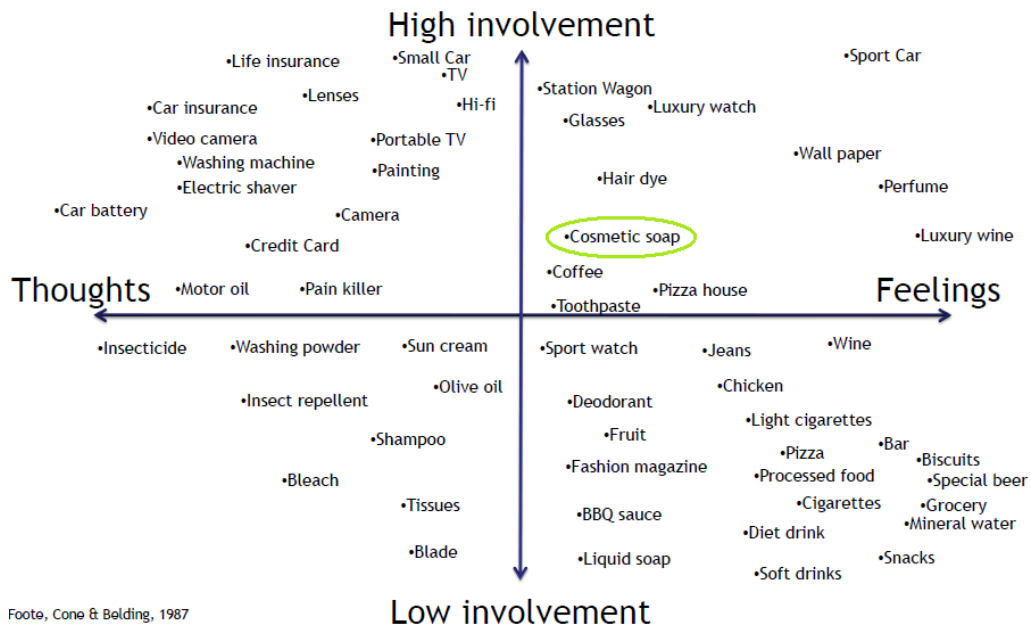 High involvement
•Sport Car
•Life insurance
•Small Car
•TV
•Station Wagon
•Lenses
•Hi-fi
•Luxury watch
•Car insurance
•Glasses
•Video camera
•Portable TV
•Wall paper
•Washing machine
•Painting
•Hair dye
•Electric shaver
•Perfume
•Car battery
•Camera
•Cosmetic soap
•Luxury wine
•Credit Card
•Coffee
Thoughts
•Motor oil
•Pain killer
•Pizza house
Feelings
•Toothpaste
•Insecticide
•Washing powder
•Sun cream
•Sport watch
•Jeans
•Wine
•Olive oil
•Chicken
•Insect repellent
•Deodorant
•Light cigarettes
•Shampoo
•Fruit
•Bar
•Pizza
•Biscuits
•Fashion magazine
•Processed food
•Bleach
•Special beer
•Tissues
•Cigarettes
•Grocery
•BBQ sauce
•Mineral water
•Diet drink
•Blade
•Liquid soap
•Snacks
•Soft drinks
Foote, Cone & Belding, 1987
Low involvement